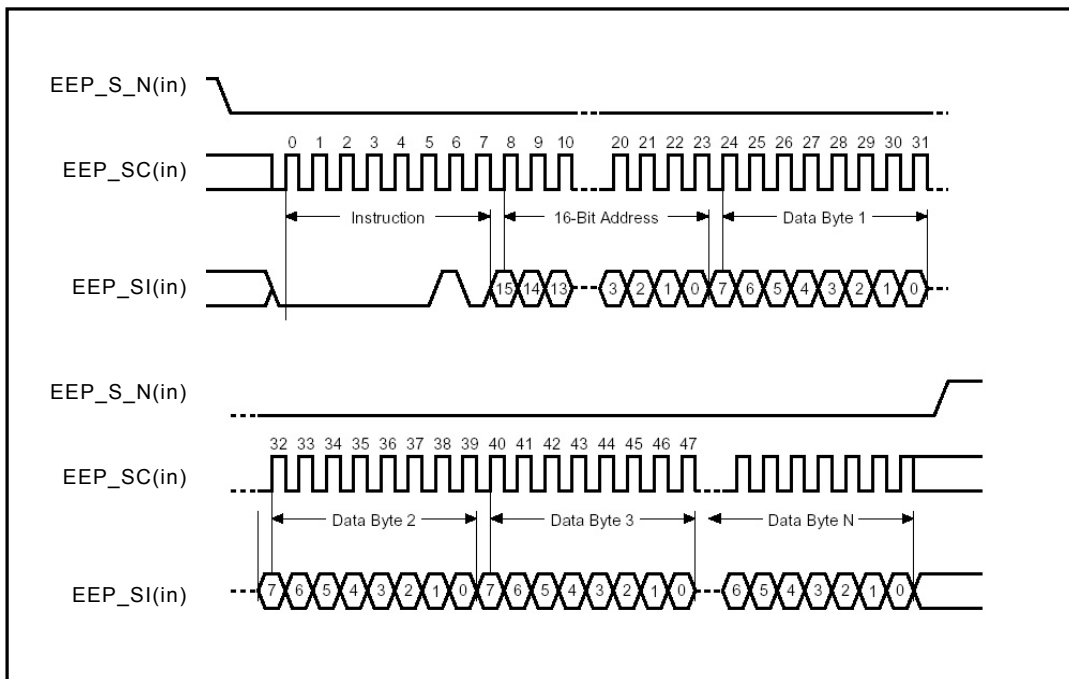 EEP_S_N(in)
0 1 2 3 4 5 6 7 8 9 10 20 21 22 23 24 25 26 27 28 29 30 31
EEP_SC(in)
Instruction 16-Bit Address Data Byte 1
EEP_SI(in) 15 14 13 3 2 1 0 7 6 5 4 3 2 1 0
EEP_S_N(in)
32 33 34 35 36 37 38 39 40 41 42 43 44 45 46 47
EEP_SC(in)
Data Byte 2 Data Byte 3 Data Byte N
EEP_SI(in) 7 6 5 4 3 2 1 0 7 6 5 4 3 2 1 0 6 5 4 3 2 1 0